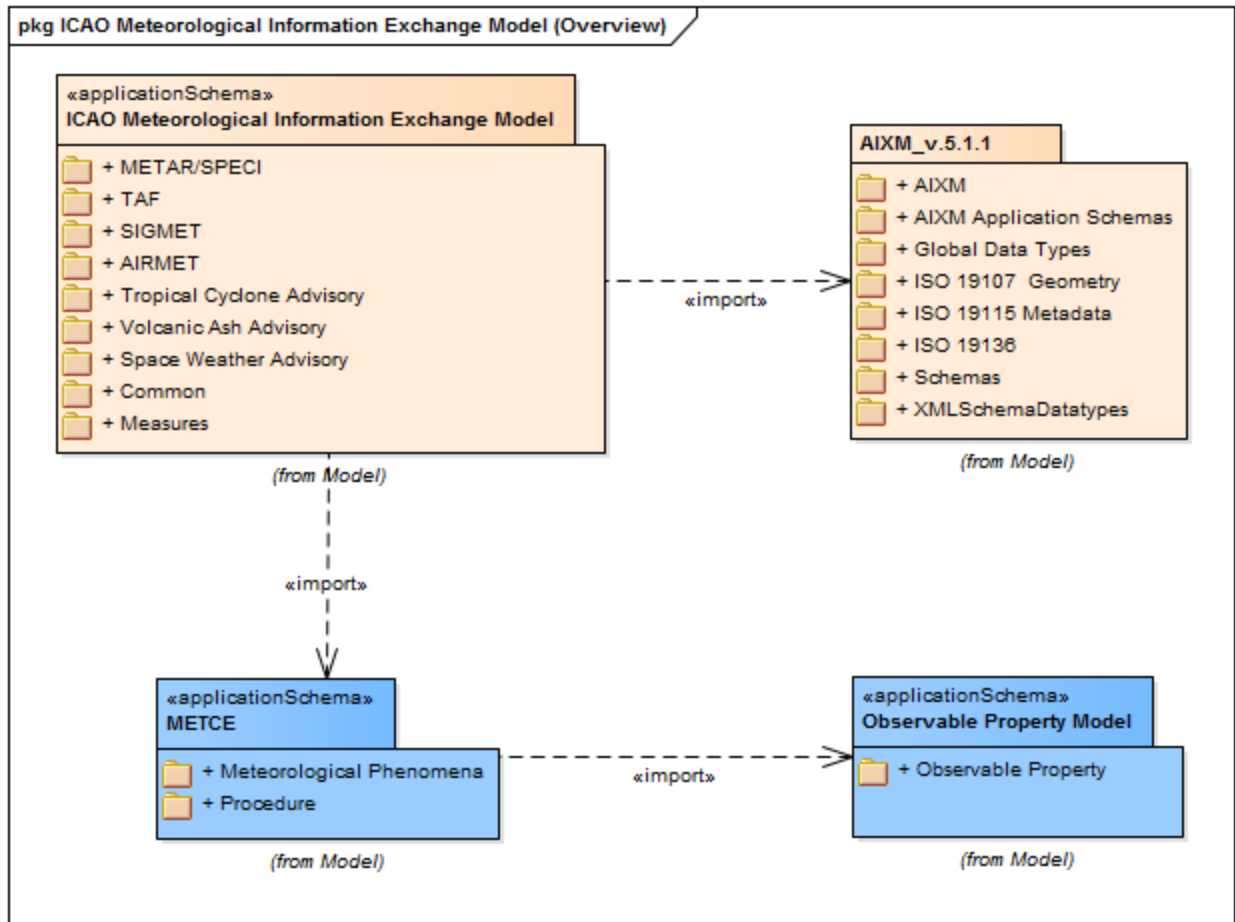 pkg ICAO Meteorological Information Exchange Model (Overview)
«applicationSchema»
ICAO Meteorological Information Exchange Model
+ METAR/SPECI
+ TAF
+ SIGMET
+ AIRMET
+ Tropical Cyclone Advisory
+ Volcanic Ash Advisory
+ Space Weather Advisory
+ Common
+ Measures
(from Model)
«import»
AIXM_v.5.1.1
+ AIXM
+ AIXM Application Schemas
+ Global Data Types
+ ISO 19107  Geometry
+ ISO 19115 Metadata
+ ISO 19136
+ Schemas
+ XMLSchemaDatatypes
(from Model)
«import»
«applicationSchema»
METCE
+ Meteorological Phenomena
+ Procedure
(from Model)
«import»
«applicationSchema»
Observable Property Model
+ Observable Property
(from Model)